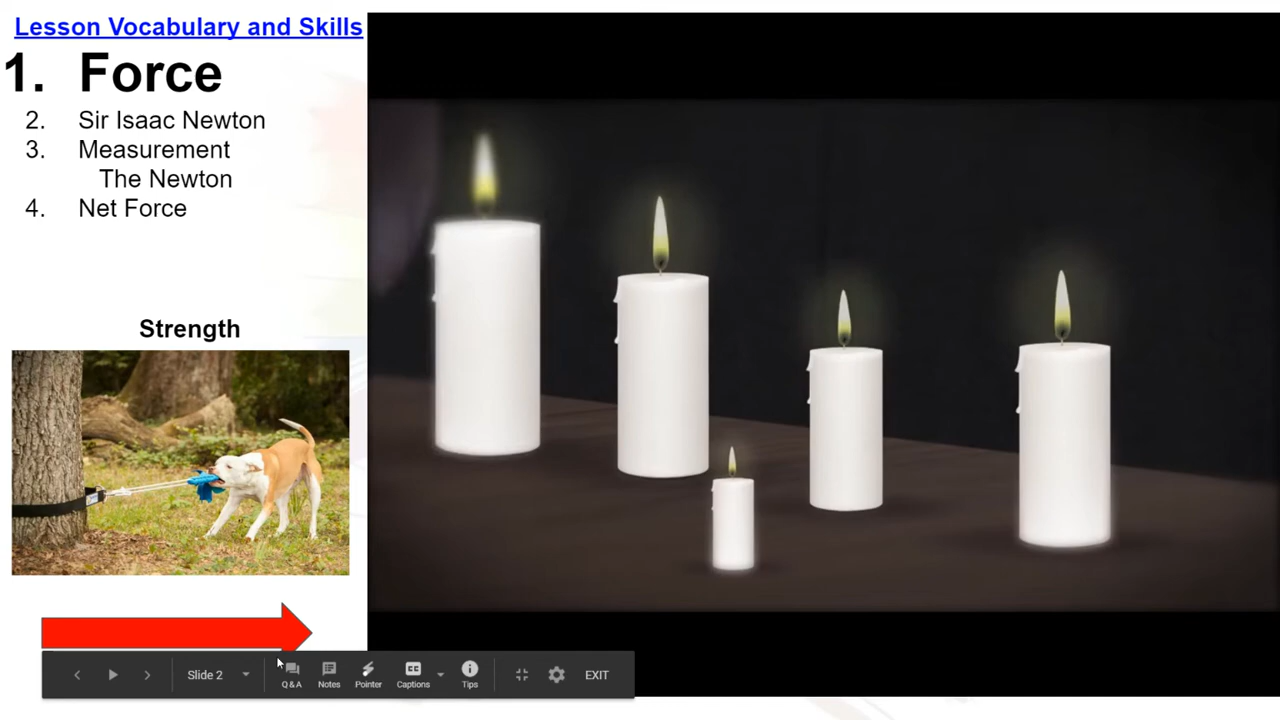 Lesson Vocabulary and Skills
1. Force
2. Sir Isaac Newton
3. Measurement
The Newton
4. Net Force
Strength
Slide 2
Q&A
Notes
Pointer
CC
Captions
Tips
EXIT